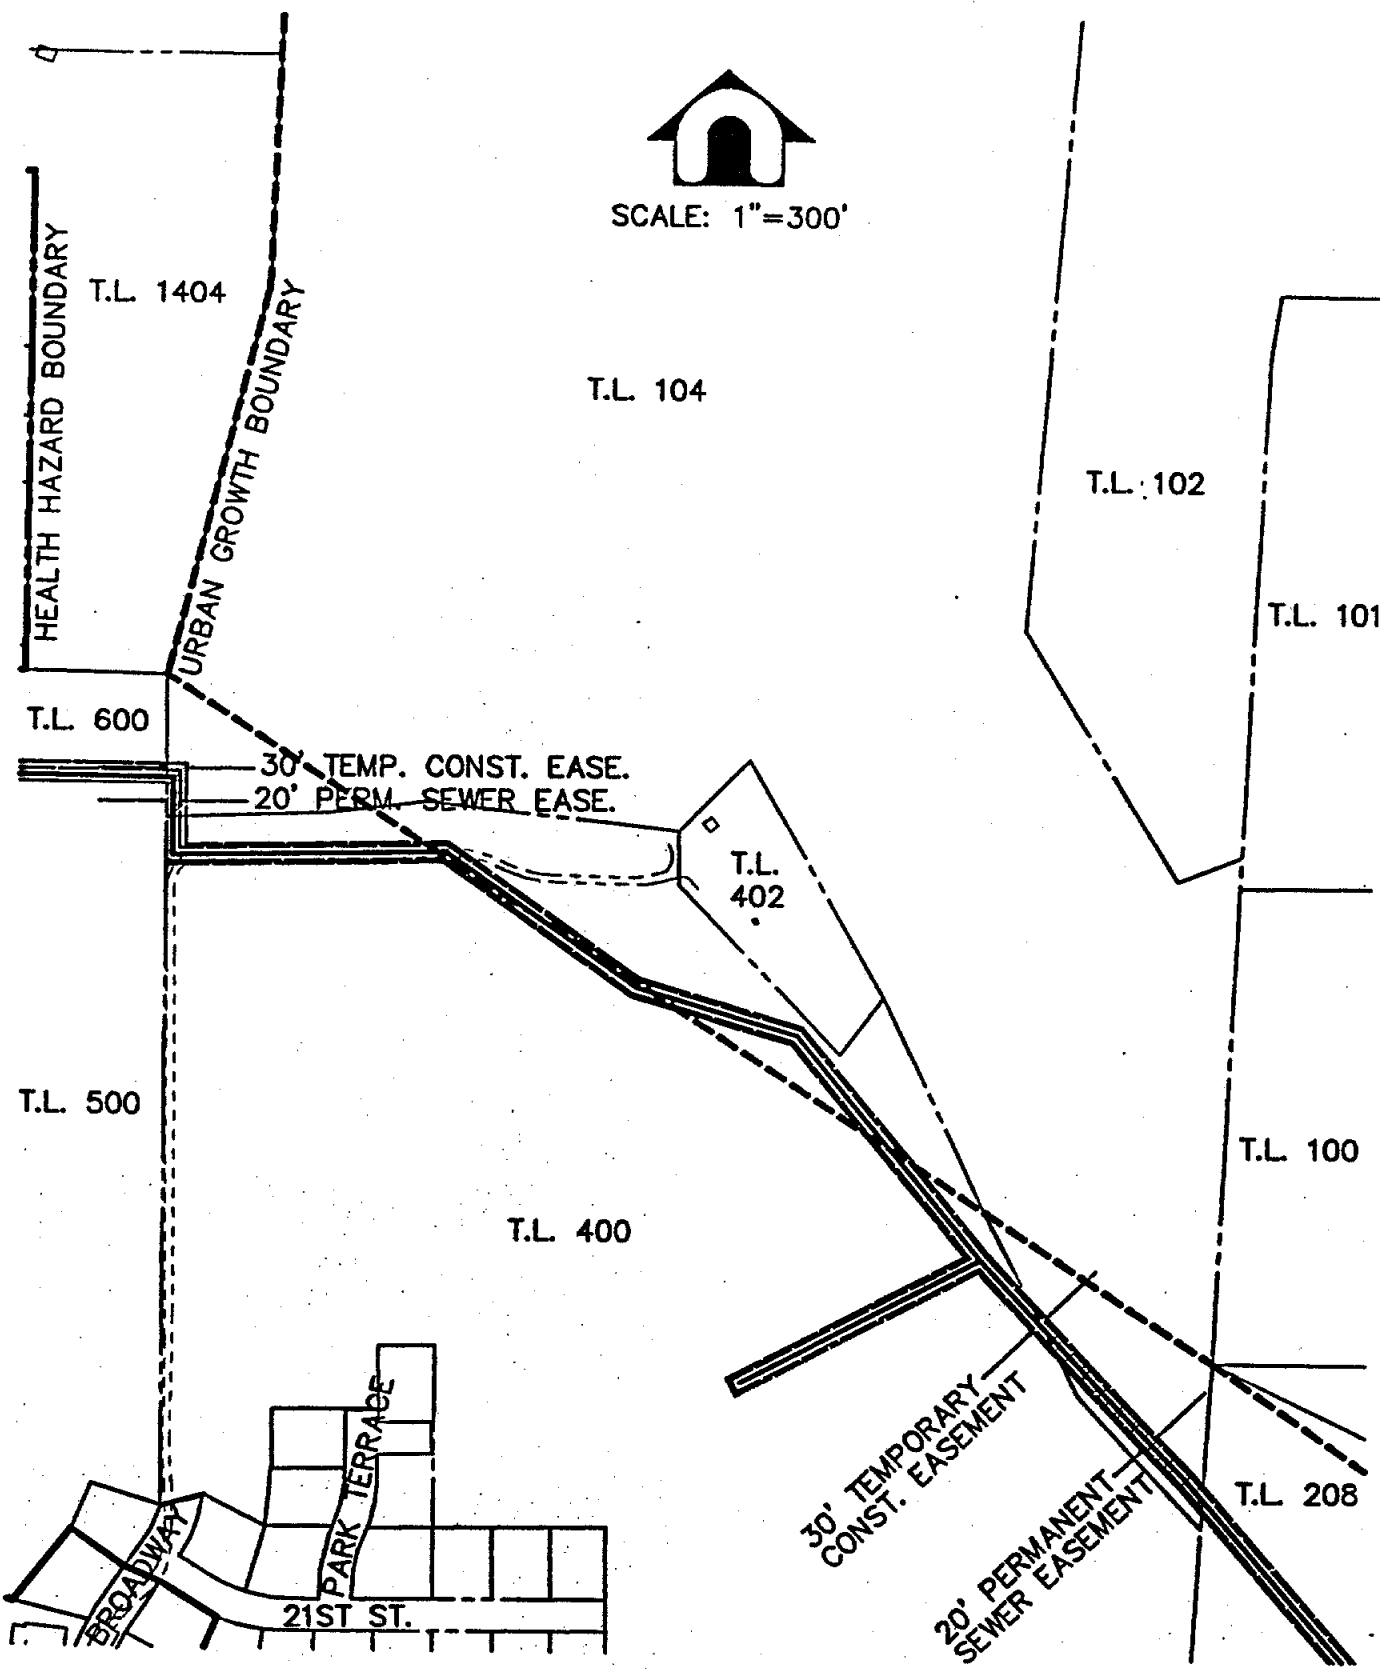 SCALE: 1"=300'
HEALTH HAZARD BOUNDARY
T.L. 1404
URBAN GROWTH BOUNDARY
T.L. 104
T.L. 102
T.L. 101
T.L. 600
30' TEMP. CONST. EASE.
20' PERM. SEWER EASE.
T.L.
402
T.L. 500
T.L. 100
T.L. 400
30' TEMPORARY
CONST. EASEMENT
20' PERMANENT
SEWER EASEMENT
T.L. 208
PARK TERRACE
BROADWAY
21ST ST.